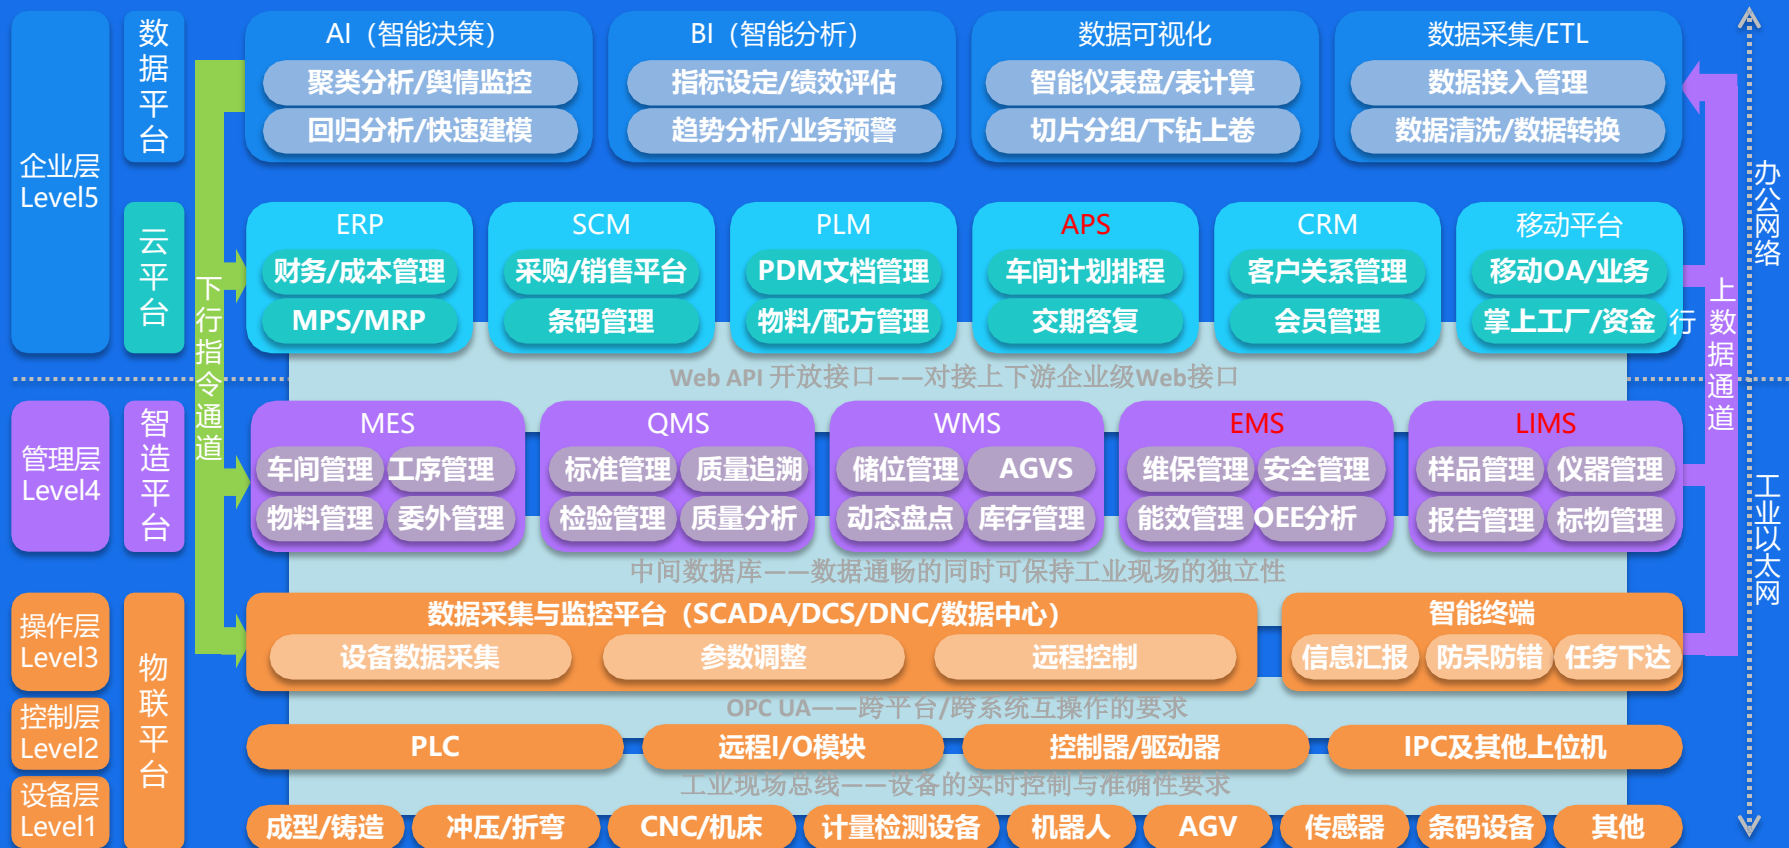 企业层
Level5
数据平台
AI（智能决策）
聚类分析/舆情监控
回归分析/快速建模
BI（智能分析）
指标设定/绩效评估
趋势分析/业务预警
数据可视化
智能仪表盘/表计算
切片分组/下钻上卷
数据采集/ETL
数据接入管理
数据清洗/数据转换
云平台
ERP
财务/成本管理
MPS/MRP
SCM
采购/销售平台
条码管理
PLM
PDM文档管理
物料/配方管理
APS
车间计划排程
交期答复
CRM
客户关系管理
会员管理
移动平台
移动OA/业务
掌上工厂/资金
下行指令通道
上行数据通道
办公网络
工业以太网
Web API 开放接口——对接上下游企业级Web接口
管理层
Level4
智造平台
MES
车间管理
工序管理
物料管理
委外管理
QMS
标准管理
质量追溯
检验管理
质量分析
WMS
储位管理
AGVS
动态盘点
库存管理
EMS
维保管理
安全管理
能效管理
OEE分析
LIMS
样品管理
仪器管理
报告管理
标物管理
中间数据库——数据通畅的同时可保持工业现场的独立性
操作层
Level3
物联平台
数据采集与监控平台（SCADA/DCS/DNC/数据中心）
设备数据采集
参数调整
远程控制
智能终端
信息汇报
防呆防错
任务下达
OPC UA——跨平台/跨系统互操作的要求
控制层
Level2
PLC
远程I/O模块
控制器/驱动器
IPC及其他上位机
工业现场总线——设备的实时控制与准确性要求
设备层
Level1
成型/铸造
冲压/折弯
CNC/机床
计量检测设备
机器人
AGV
传感器
条码设备
其他